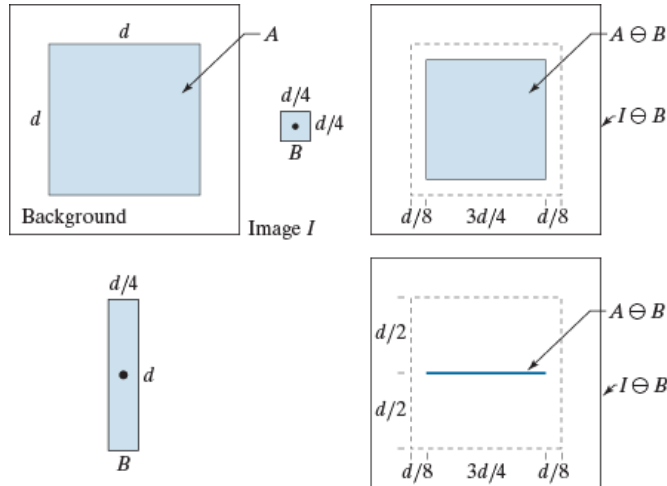 d
A
d
d/4
d/4
B
Background
Image I
A ⊖ B
I ⊖ B
d/8 3d/4 d/8
d/4
d
B
A ⊖ B
d/2
I ⊖ B
d/2
d/8 3d/4 d/8